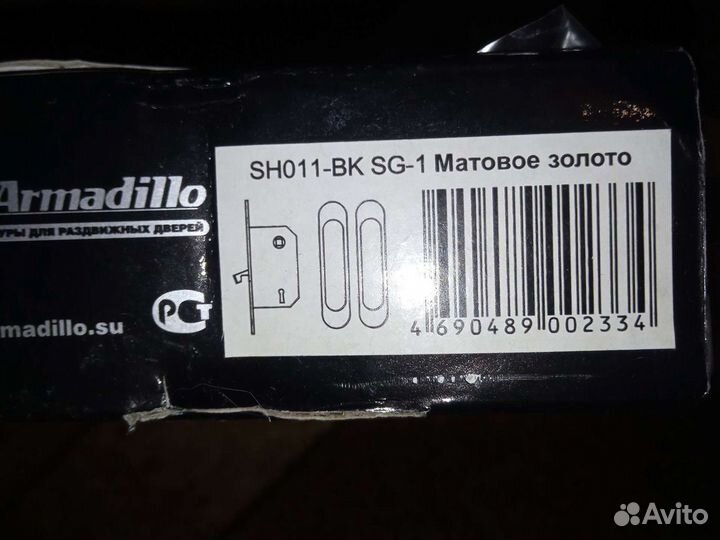 SH011-BK SG-1 Матовое золото
Armadillo
УРЫ ДЛЯ РАЗДВИЖНЫХ ДВЕРЕЙ
madillo.su
РСТ
4 690489 002334
Avito